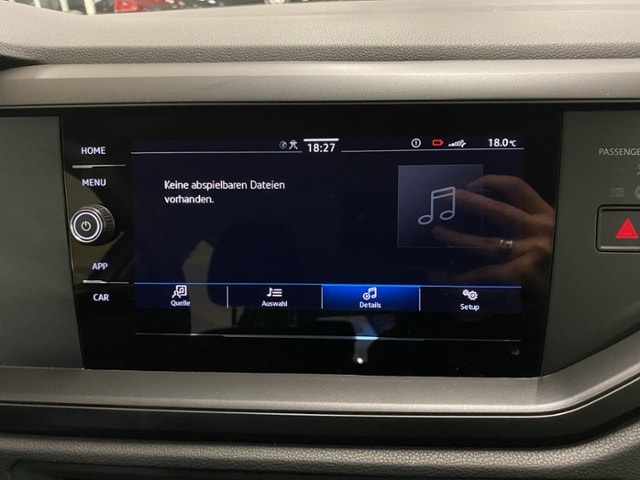 HOME
MENU
APP
CAR
18:27
18.0°C
Keine abspielbaren Dateien
vorhanden.
Quelle
Auswahl
Details
Setup
PASSENGE